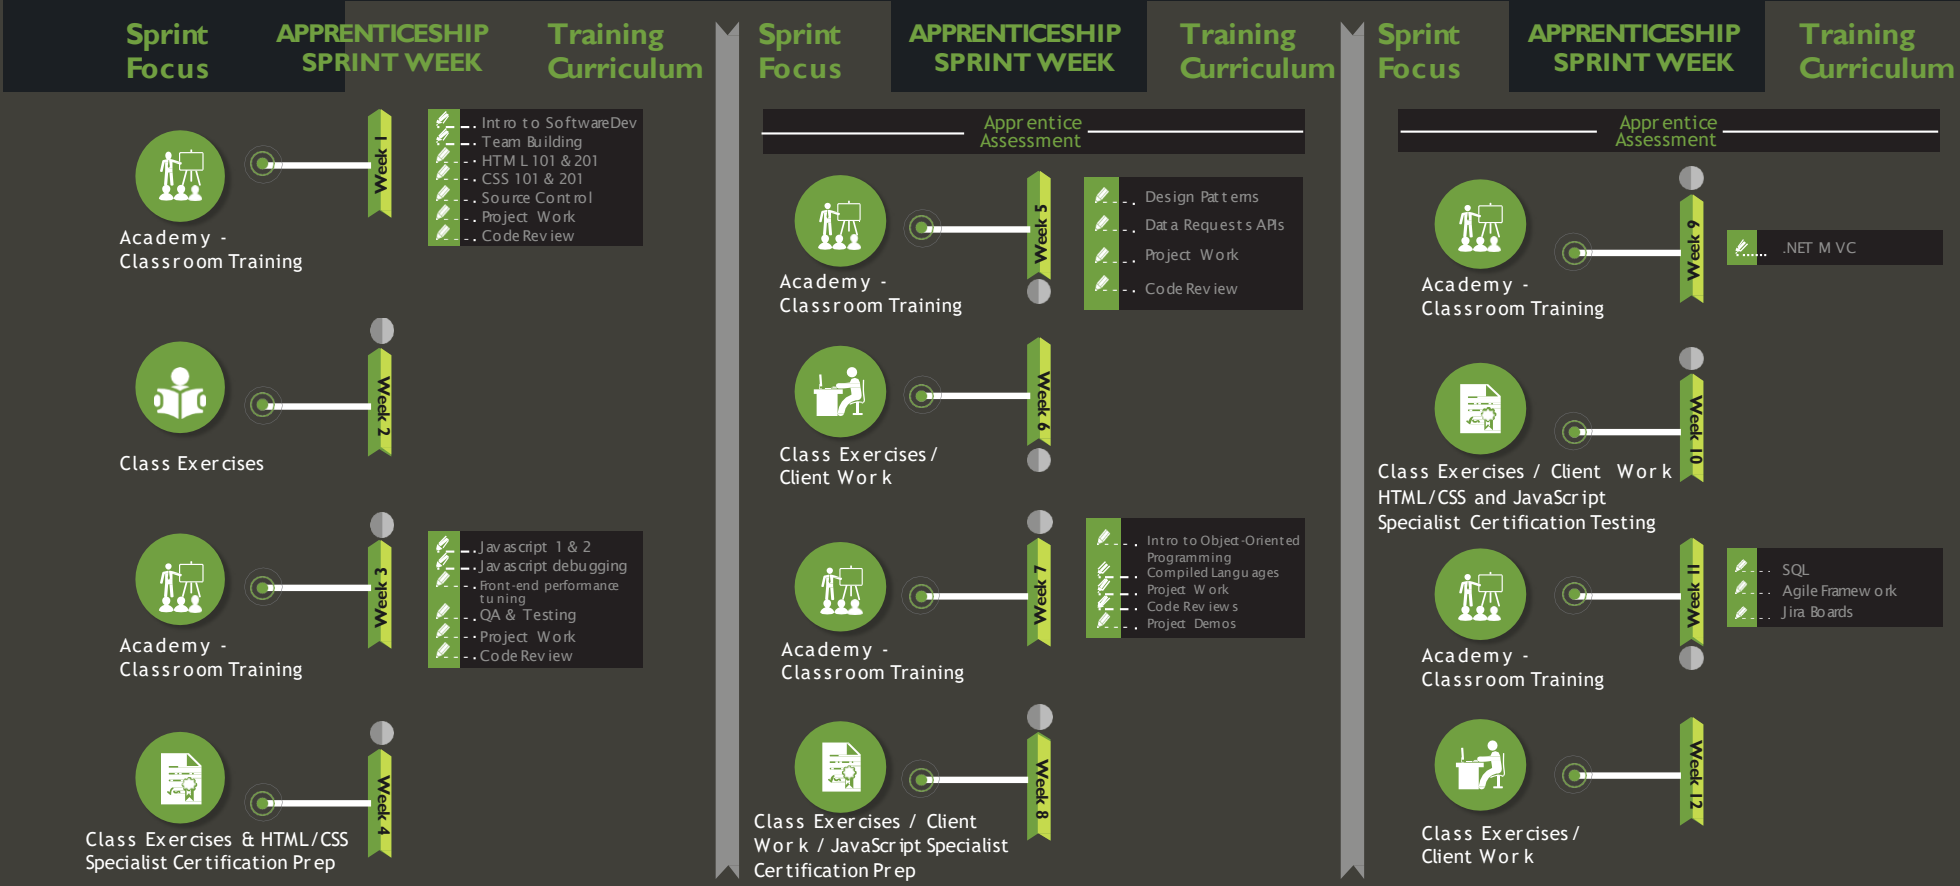 Sprint
Focus
APPRENTICESHIP
SPRINT WEEK
Training
Curriculum
Week 1
Intro to SoftwareDev
Team Building
HTML 101 & 201
CSS 101 & 201
Source Control
Project Work
Code Review
Academy -
Classroom Training
Week 2
Class Exercises
Week 3
Javascript 1 & 2
Javascript debugging
Front-end performance
tuning
QA & Testing
Project Work
Code Review
Academy -
Classroom Training
Week 4
Class Exercises & HTML/CSS
Specialist Certification Prep
Sprint
Focus
APPRENTICESHIP
SPRINT WEEK
Training
Curriculum
Apprentice
Assessment
Week 5
Design Patterns
Data Requests APIs
Project Work
Code Review
Academy -
Classroom Training
Week 6
Class Exercises/
Client Work
Week 7
Intro to Object-Oriented
Programming
Compiled Languages
Project Work
Code Reviews
Project Demos
Academy -
Classroom Training
Week 8
Class Exercises / Client
Work / JavaScript Specialist
Certification Prep
Sprint
Focus
APPRENTICESHIP
SPRINT WEEK
Training
Curriculum
Apprentice
Assessment
Week 9
.NET MVC
Academy -
Classroom Training
Week 10
Class Exercises / Client Work
HTML/CSS and JavaScript
Specialist Certification Testing
Week 11
SQL
Agile Framework
Jira Boards
Academy -
Classroom Training
Week 12
Class Exercises/
Client Work